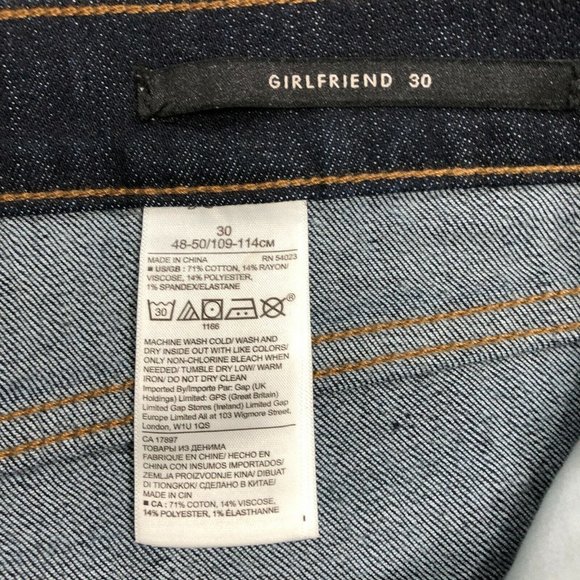 GIRLFRIEND 30
30
48-50/109-114CM
MADE IN CHINA RN 54023
■ US/GB : 71% COTTON, 14% RAYON/
VISCOSE, 14% POLYESTER,
1% SPANDEX/ELASTANE
30
®
1166
MACHINE WASH COLD/ WASH AND
DRY INSIDE OUT WITH LIKE COLORS/
ONLY NON-CHLORINE BLEACH WHEN
NEEDED/ TUMBLE DRY LOW/ WARM
IRON/ DO NOT DRY CLEAN
Imported By/Importe Par: Gap (UK
Holdings) Limited: GPS (Great Britain)
Limited Gap Stores (Ireland) Limited Gap
Europe Limited All at 103 Wigmore Street,
London, W1U 1QS
CA 17897
ТОВАРЫ ИЗ ДЕНИМА
FABRIQUE EN CHINE/ HECHO EN
CHINA CON INSUMOS IMPORTADOS/
ZEMLJA PROIZVODNJE KINA/ DIBUAT
DI TIONGKOK/ СДЕЛАНО В КИТАЕ/
MADE IN CIN
■ CA : 71% COTON, 14% VISCOSE,
14% POLYESTER, 1% ÉLASTHANNE